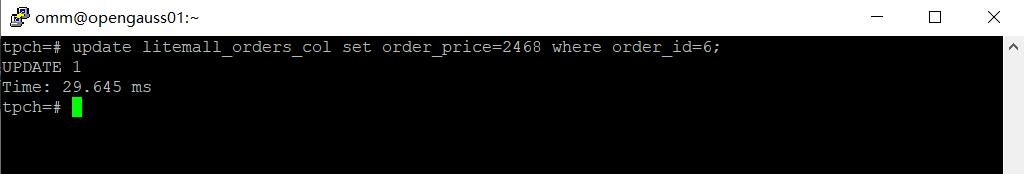 omm@opengauss01:~
tpch=# update litemall_orders_col set order_price=2468 where order_id=6;
UPDATE 1
Time: 29.645 ms
tpch=#